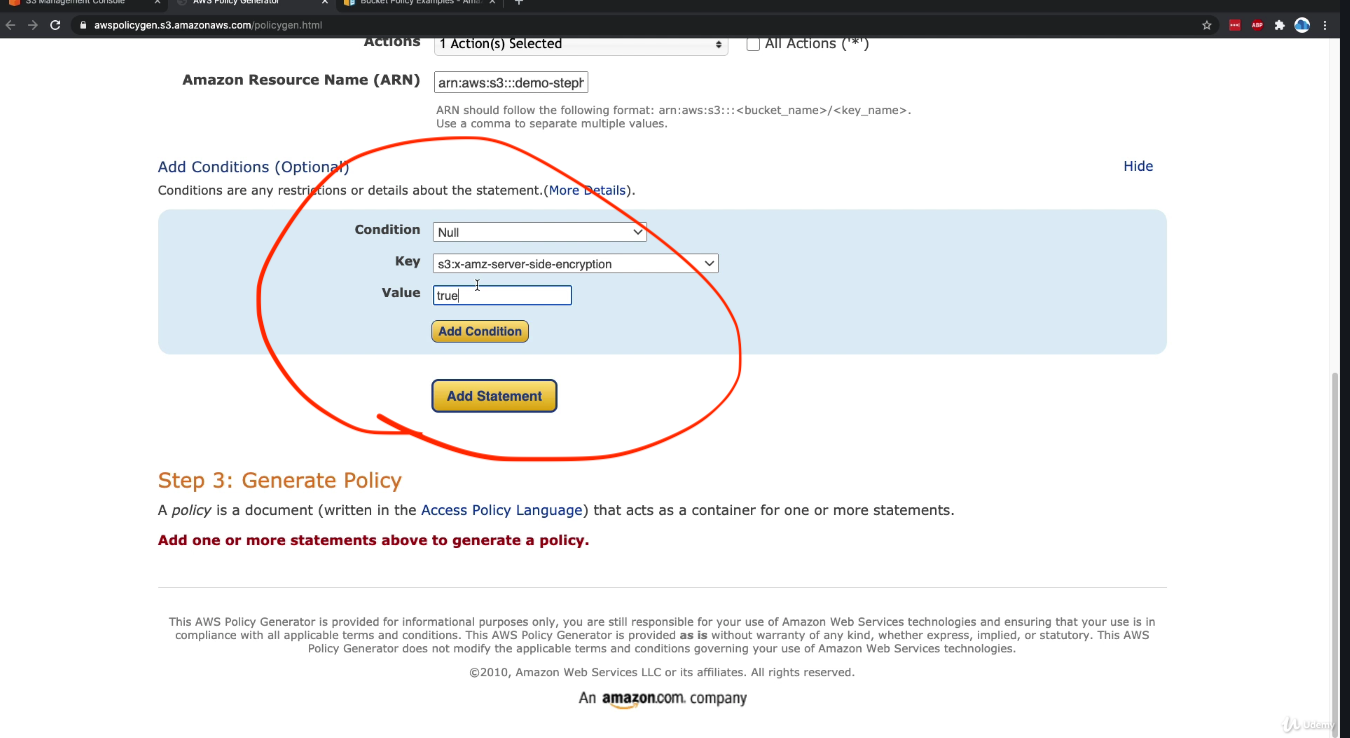 S3 Management Console
AWS Policy Generator
Bucket Policy Examples - Am
awspolicygen.s3.amazonaws.com/policygen.html
ABP
Actions 1 Action(s) Selected All Actions ('*')
Amazon Resource Name (ARN) arn:aws:s3:::demo-steph
ARN should follow the following format: arn:aws:s3:::<bucket_name>/<key_name>.
Use a comma to separate multiple values.
Add Conditions (Optional) Hide
Conditions are any restrictions or details about the statement.(More Details).
Condition Null
Key s3:x-amz-server-side-encryption
Value true
Add Condition
Add Statement
Step 3: Generate Policy
A policy is a document (written in the Access Policy Language) that acts as a container for one or more statements.
Add one or more statements above to generate a policy.
This AWS Policy Generator is provided for informational purposes only, you are still responsible for your use of Amazon Web Services technologies and ensuring that your use is in
compliance with all applicable terms and conditions. This AWS Policy Generator is provided as is without warranty of any kind, whether express, implied, or statutory. This AWS
Policy Generator does not modify the applicable terms and conditions governing your use of Amazon Web Services technologies.
©2010, Amazon Web Services LLC or its affiliates. All rights reserved.
An amazon.com. company
Udemy